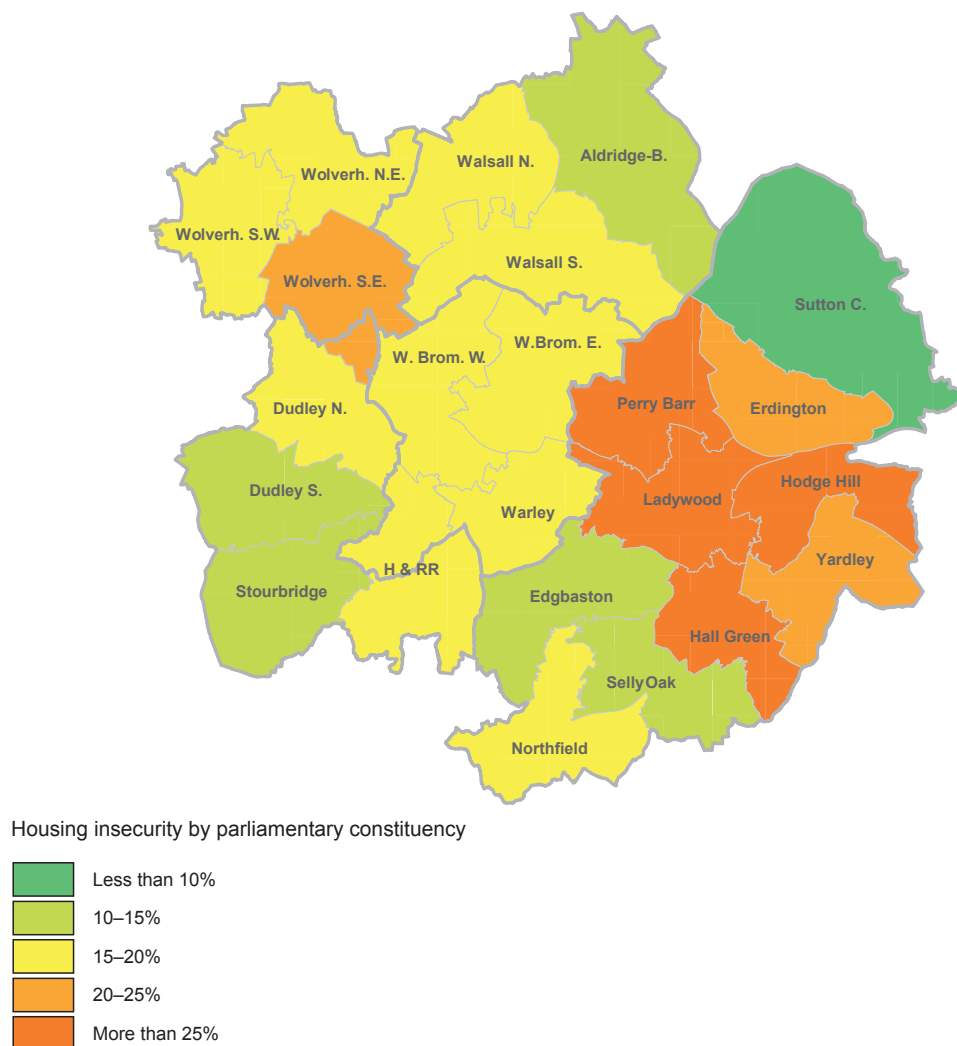 Aldridge-B.
Walsall N.
Wolverh. N.E.
Wolverh. S.W.
Walsall S.
Wolverh. S.E.
Sutton C.
W.Brom. E.
W. Brom. W.
Perry Barr
Dudley N.
Erdington
Hodge Hill
Dudley S.
Ladywood
Warley
Yardley
H & RR
Stourbridge
Edgbaston
Hall Green
Selly Oak
Northfield
Housing insecurity by parliamentary constituency
Less than 10%
10–15%
15–20%
20–25%
More than 25%